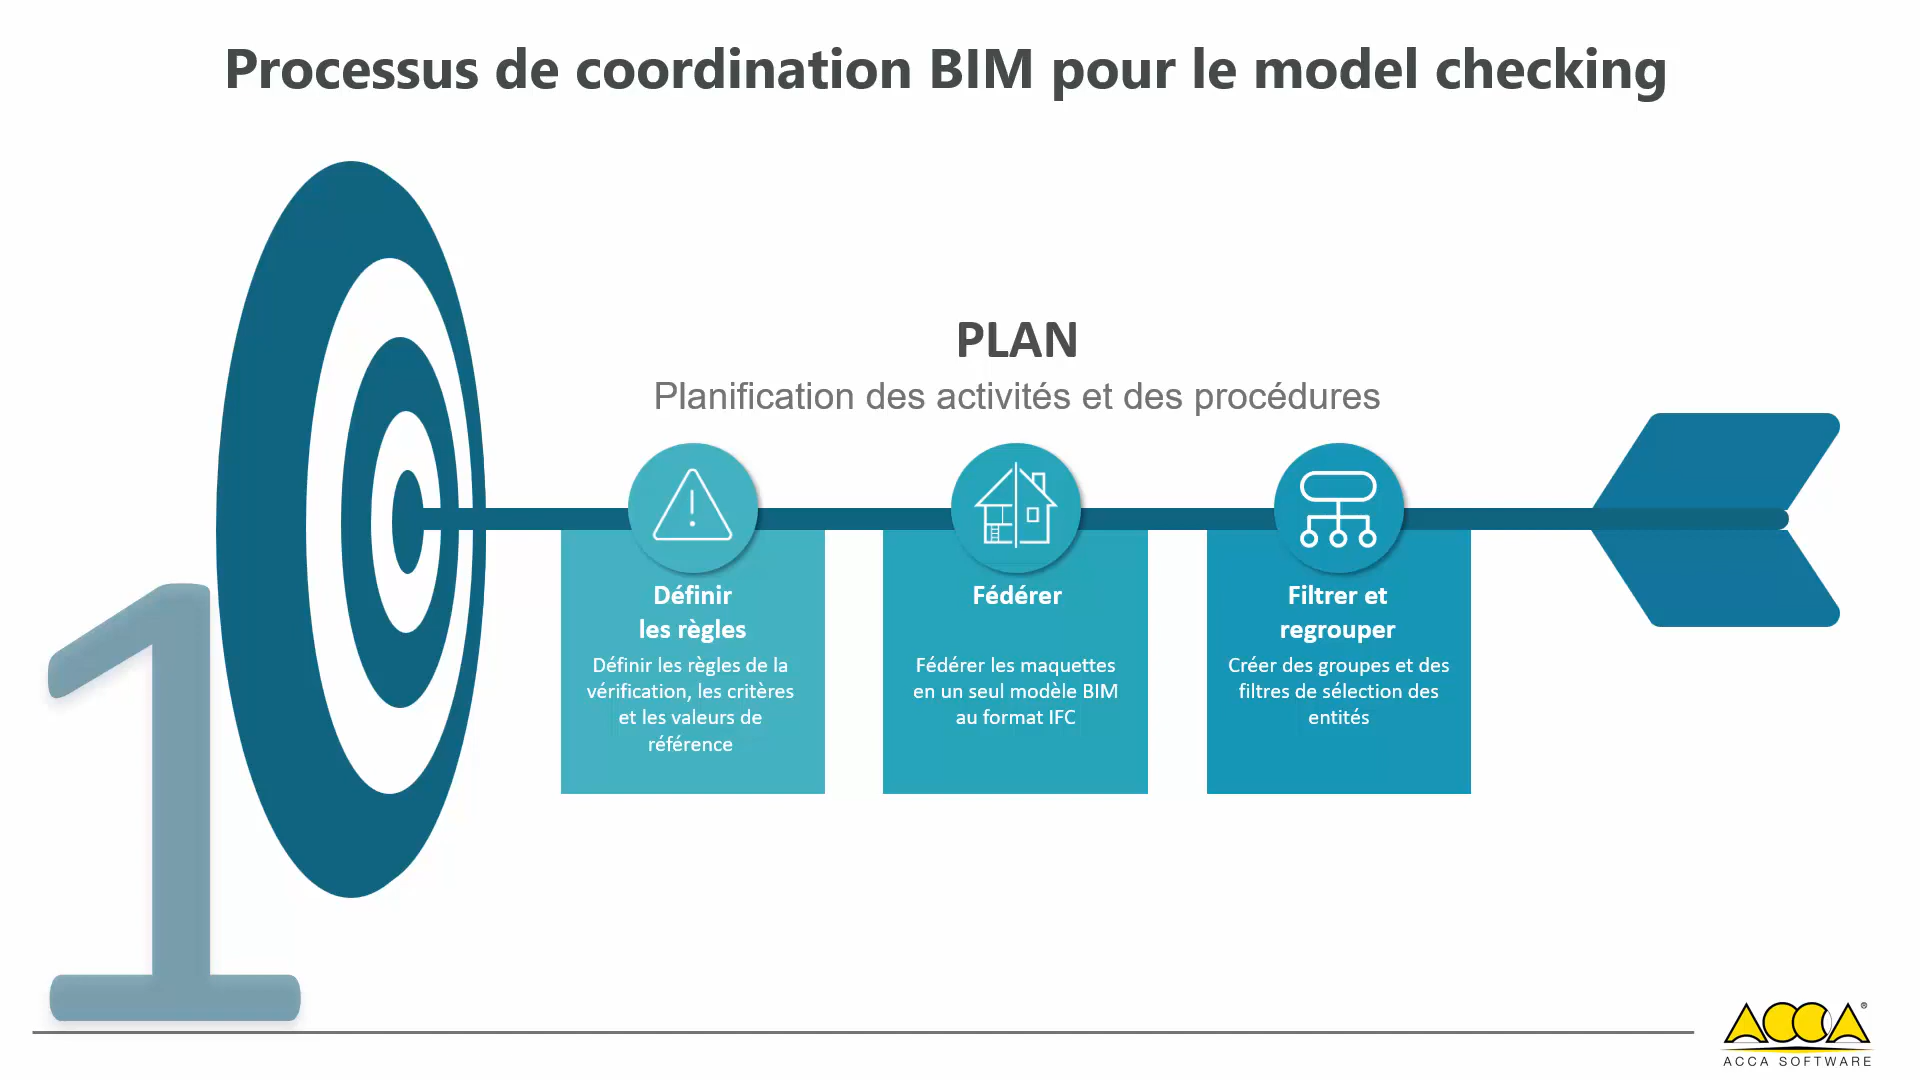 Processus de coordination BIM pour le model checking
PLAN
Planification des activités et des procédures
Définir
les règles
Définir les règles de la
vérification, les critères
et les valeurs de
référence
Fédérer
Fédérer les maquettes
en un seul modèle BIM
au format IFC
Filtrer et
regrouper
Créer des groupes et des
filtres de sélection des
entités
1
ACCA®
ACCA SOFTWARE